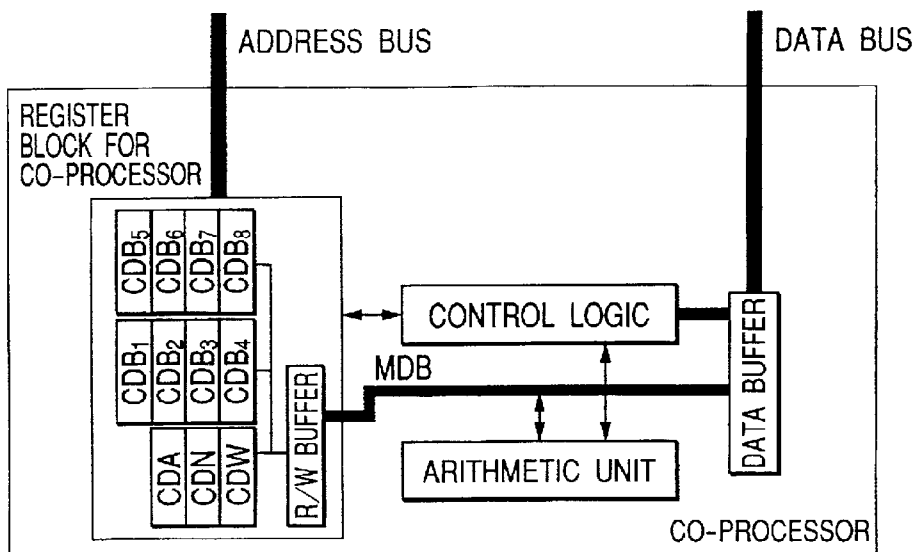 ADDRESS BUS
DATA BUS
REGISTER
BLOCK FOR
CO-PROCESSOR
CDB5
CDB6
CDB7
CDB8
CDB1
CDB2
CDB3
CDB4
CDA
CDN
CDW
R/W BUFFER
CONTROL LOGIC
MDB
ARITHMETIC UNIT
DATA BUFFER
CO-PROCESSOR